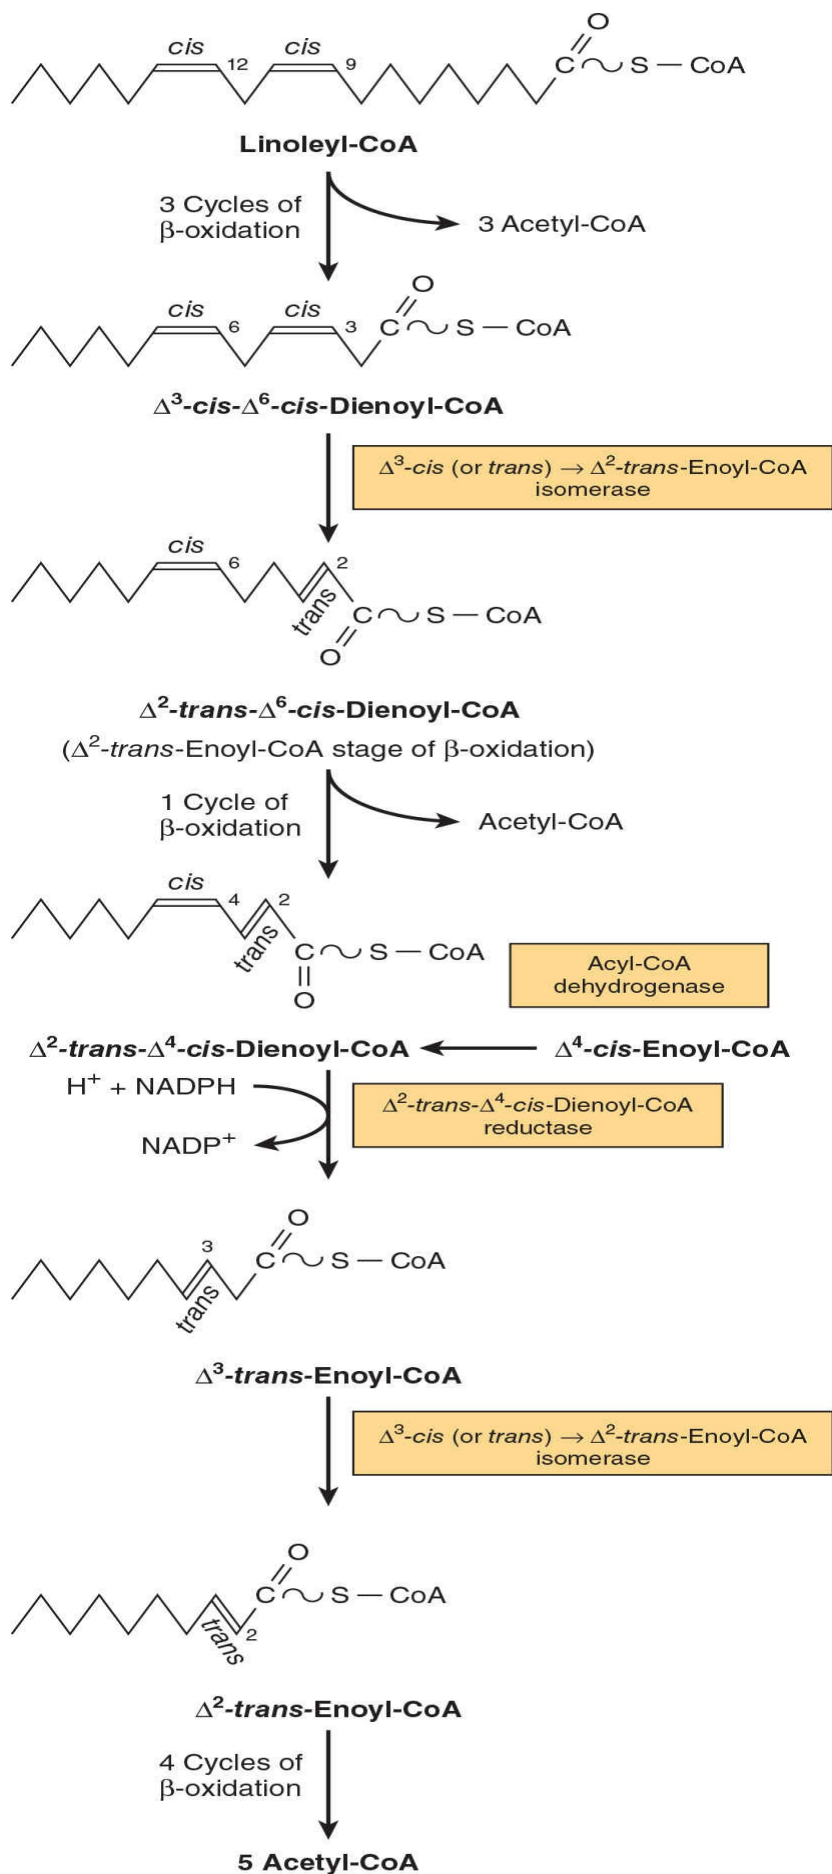 cis 12 cis 9 O
C S — CoA
Linoleyl-CoA
3 Cycles of
β-oxidation
3 Acetyl-CoA
cis 6 cis 3 O
C S — CoA
Δ³-cis-Δ⁶-cis-Dienoyl-CoA
Δ³-cis (or trans) → Δ²-trans-Enoyl-CoA
isomerase
cis 6 2
trans
C S — CoA
O
Δ²-trans-Δ⁶-cis-Dienoyl-CoA
(Δ²-trans-Enoyl-CoA stage of β-oxidation)
1 Cycle of
β-oxidation
Acetyl-CoA
cis 4 2
trans
C S — CoA
O
Acyl-CoA
dehydrogenase
Δ²-trans-Δ⁴-cis-Dienoyl-CoA
Δ⁴-cis-Enoyl-CoA
H⁺ + NADPH
NADP⁺
Δ²-trans-Δ⁴-cis-Dienoyl-CoA
reductase
O
3
C S — CoA
trans
Δ³-trans-Enoyl-CoA
Δ³-cis (or trans) → Δ²-trans-Enoyl-CoA
isomerase
O
C S — CoA
trans 2
Δ²-trans-Enoyl-CoA
4 Cycles of
β-oxidation
5 Acetyl-CoA